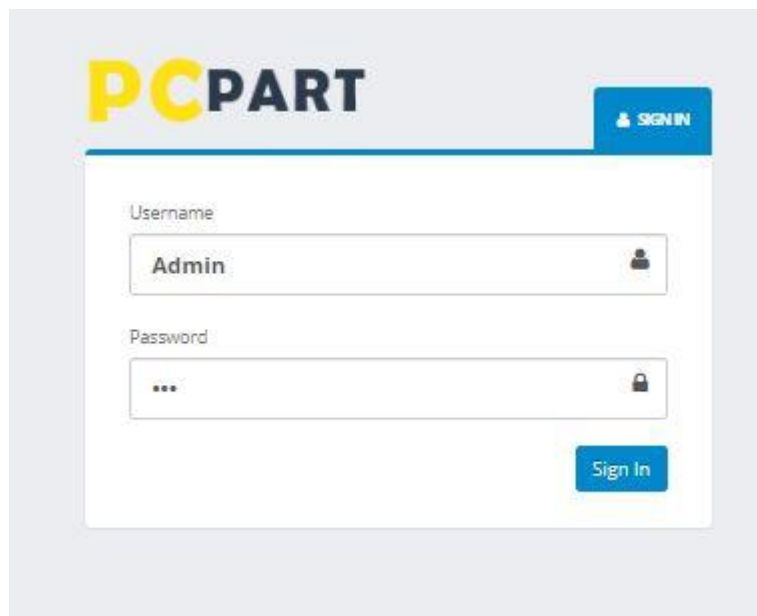 PCPART
SIGN IN
Username
Admin
Password
•••
Sign In